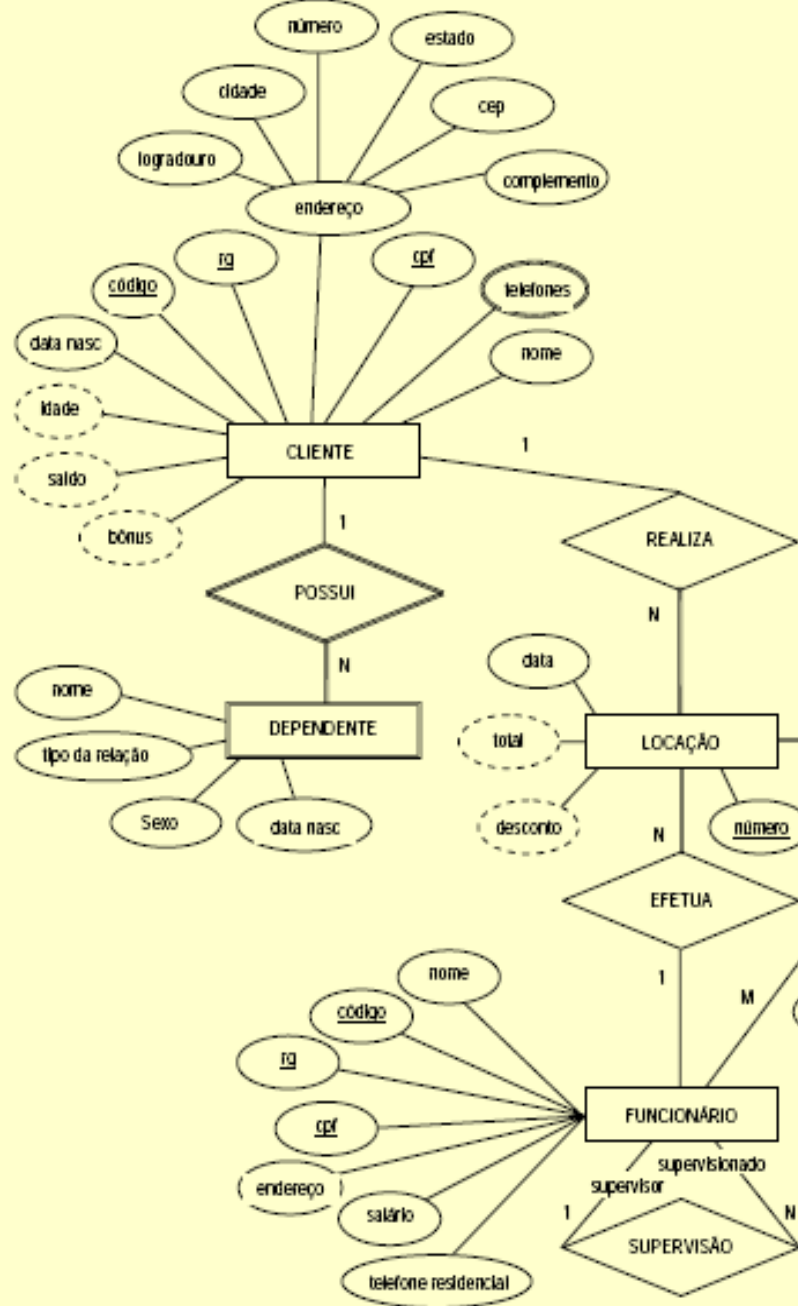 número
estado
cidade
cep
logradouro
complemento
endereço
rg
cpf
código
telefones
data nasc
nome
idade
CLIENTE
1
saldo
bônus
1
REALIZA
POSSUI
N
N
data
nome
DEPENDENTE
total
LOCAÇÃO
tipo da relação
Sexo
data nasc
desconto
número
N
EFETUA
nome
1
M
código
rg
FUNCIONÁRIO
cpf
supervisionado
endereço
supervisor
salário
1
N
SUPERVISÃO
telefone residencial